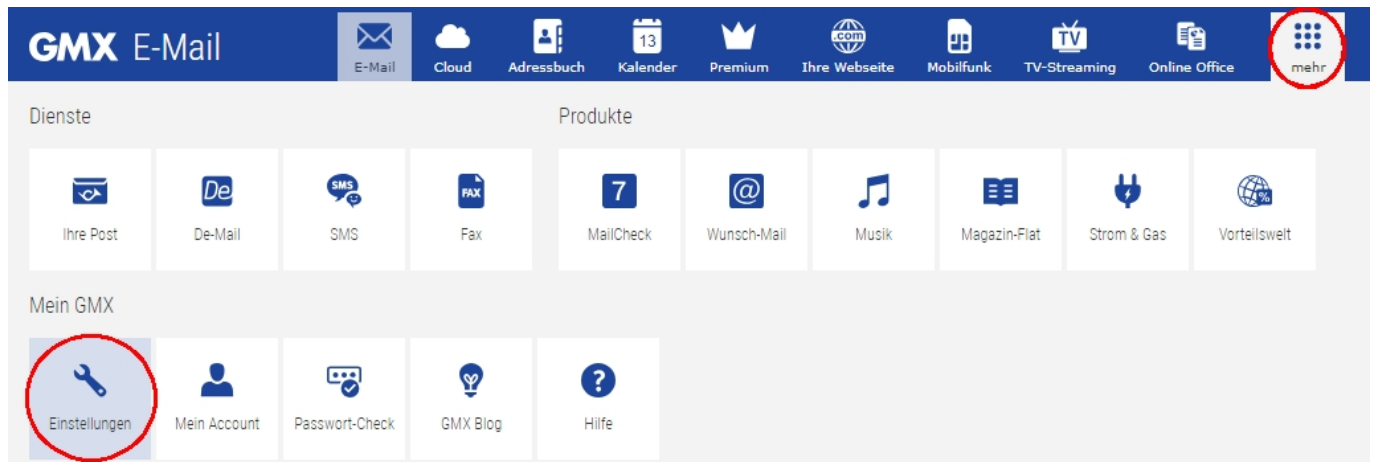 GMX E-Mail
E-Mail
Cloud
Adressbuch
13
Kalender
Premium
.com
Ihre Webseite
Mobilfunk
TV
TV-Streaming
Online Office
mehr
Dienste
Produkte
De
SMS
FAX
7
@
%
Ihre Post
De-Mail
SMS
Fax
MailCheck
Wunsch-Mail
Musik
Magazin-Flat
Strom & Gas
Vorteilswelt
Mein GMX
?
Einstellungen
Mein Account
Passwort-Check
GMX Blog
Hilfe